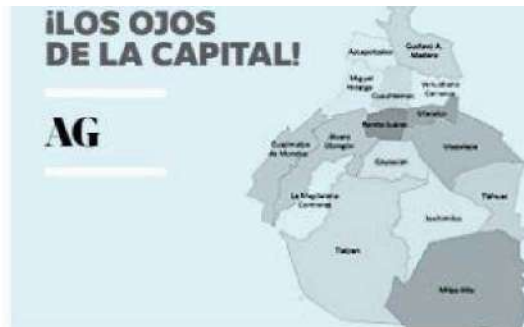 ¡LOS OJOS
DE LA CAPITAL!
AG
Azcapotzalco
Gustavo A.
Madero
Miguel
Hidalgo
Cuauhtémoc
Venustiano
Carranza
Benito Juárez
Iztacalco
Cuajimalpa
de Morelos
Álvaro
Obregón
Coyoacán
Iztapalapa
La Magdalena
Contreras
Tláhuac
Xochimilco
Tlalpan
Milpa Alta